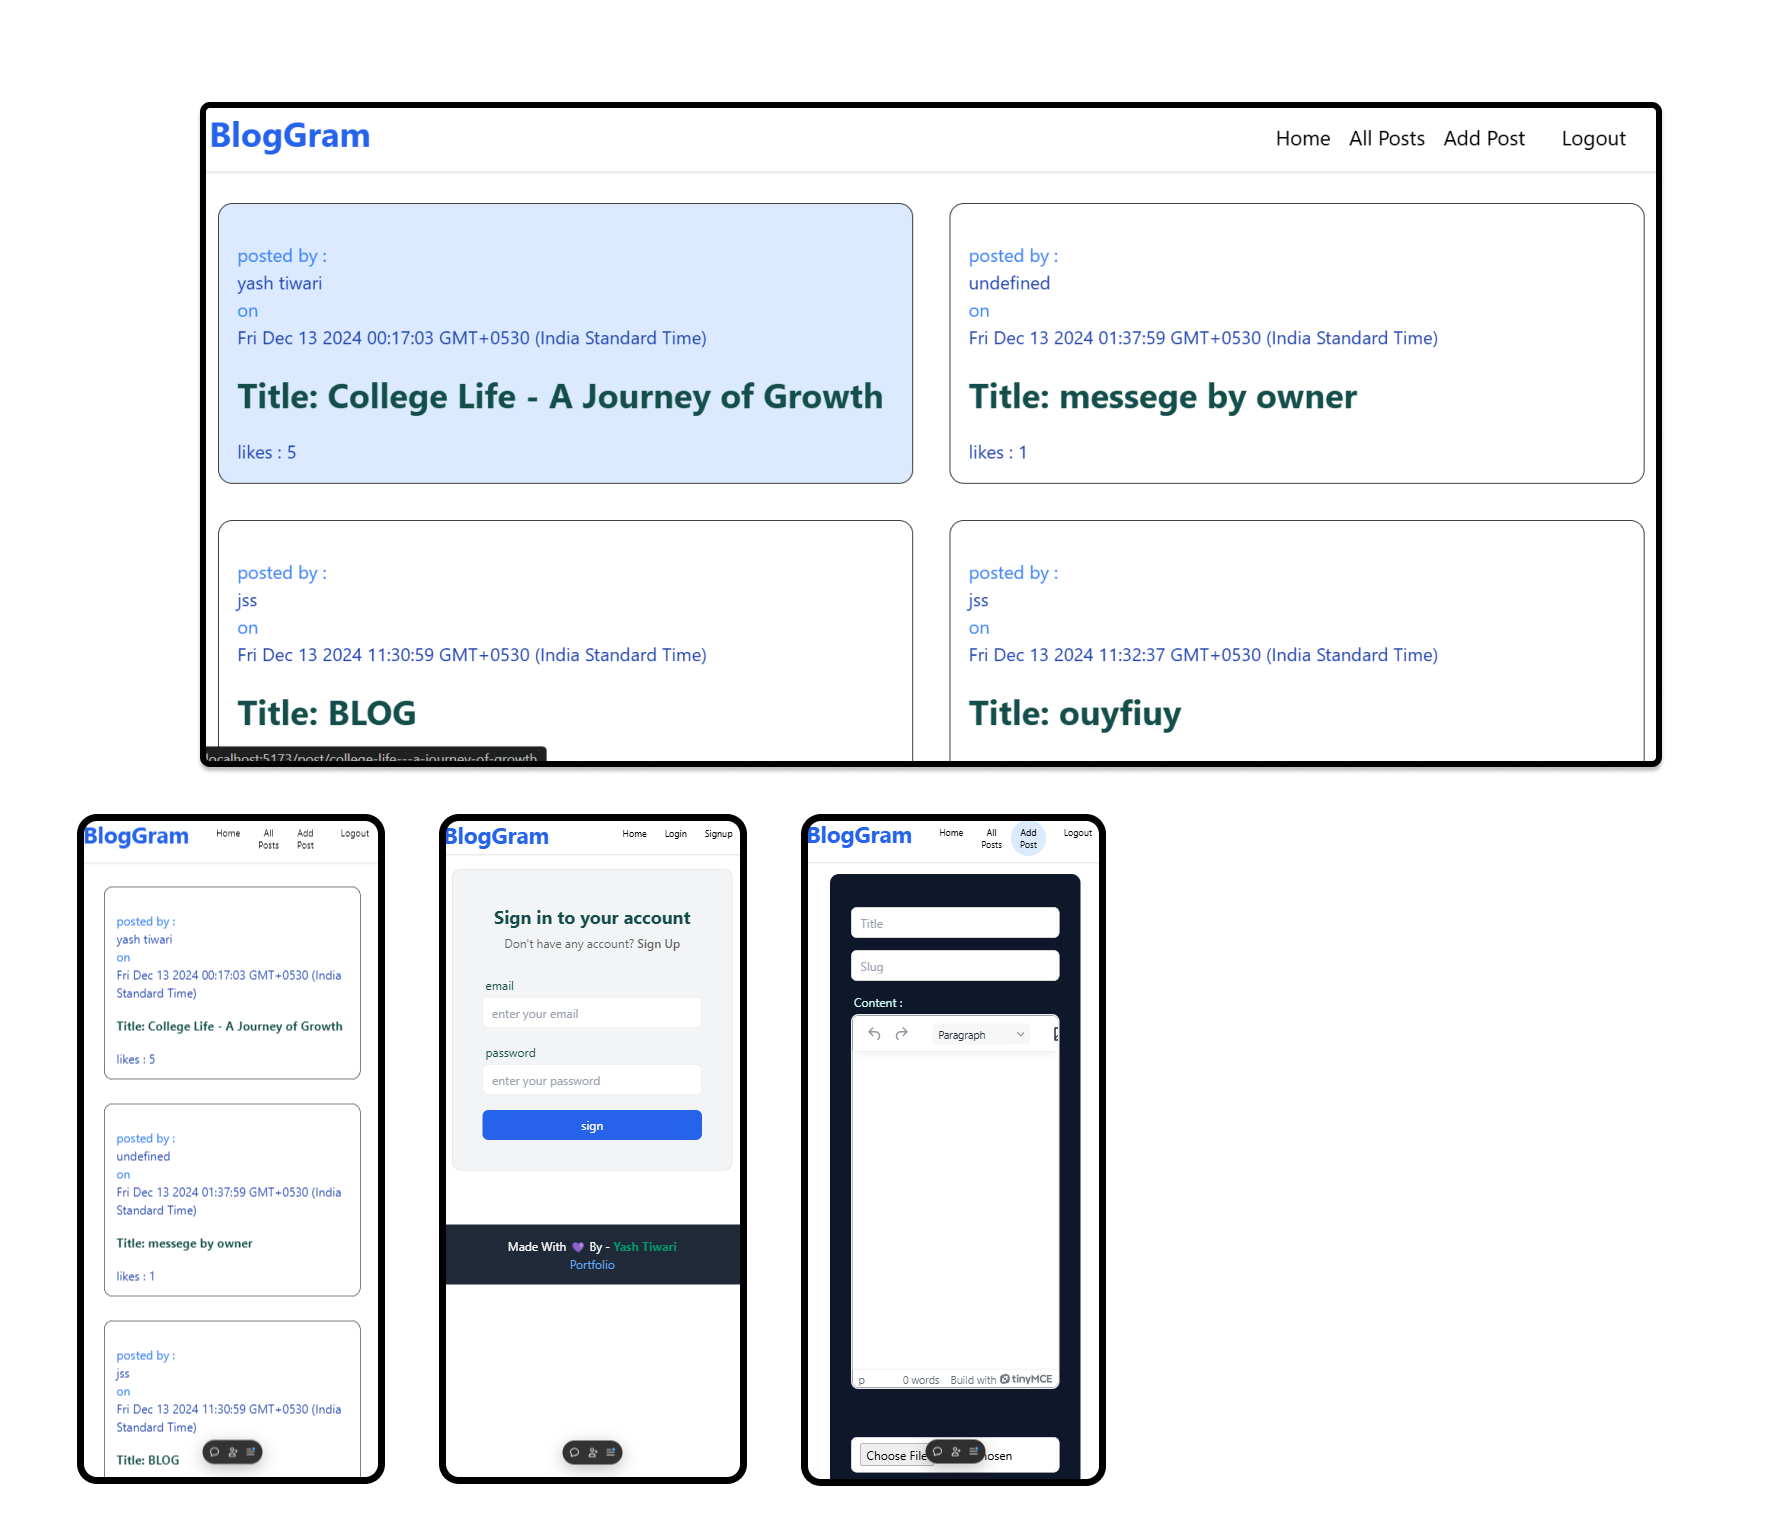 BlogGram
Home All Posts Add Post Logout
posted by :
yash tiwari
on
Fri Dec 13 2024 00:17:03 GMT+0530 (India Standard Time)
Title: College Life - A Journey of Growth
likes : 5
posted by :
undefined
on
Fri Dec 13 2024 01:37:59 GMT+0530 (India Standard Time)
Title: messege by owner
likes : 1
posted by :
jss
on
Fri Dec 13 2024 11:30:59 GMT+0530 (India Standard Time)
Title: BLOG
posted by :
jss
on
Fri Dec 13 2024 11:32:37 GMT+0530 (India Standard Time)
Title: ouyfiuy
localhost:5173/post/college-life---a-journey-of-growth
BlogGram
Home All Posts Add Post Logout
posted by :
yash tiwari
on
Fri Dec 13 2024 00:17:03 GMT+0530 (India
Standard Time)
Title: College Life - A Journey of Growth
likes : 5
posted by :
undefined
on
Fri Dec 13 2024 01:37:59 GMT+0530 (India
Standard Time)
Title: messege by owner
likes : 1
posted by :
jss
on
Fri Dec 13 2024 11:30:59 GMT+0530 (India
Standard Time)
Title: BLOG
BlogGram
Home Login Signup
Sign in to your account
Don't have any account? Sign Up
email
enter your email
password
enter your password
sign
Made With 💜 By - Yash Tiwari
Portfolio
BlogGram
Home All Posts Add Post Logout
Title
Slug
Content :
Paragraph
p 0 words Build with tinyMCE
Choose File hosen